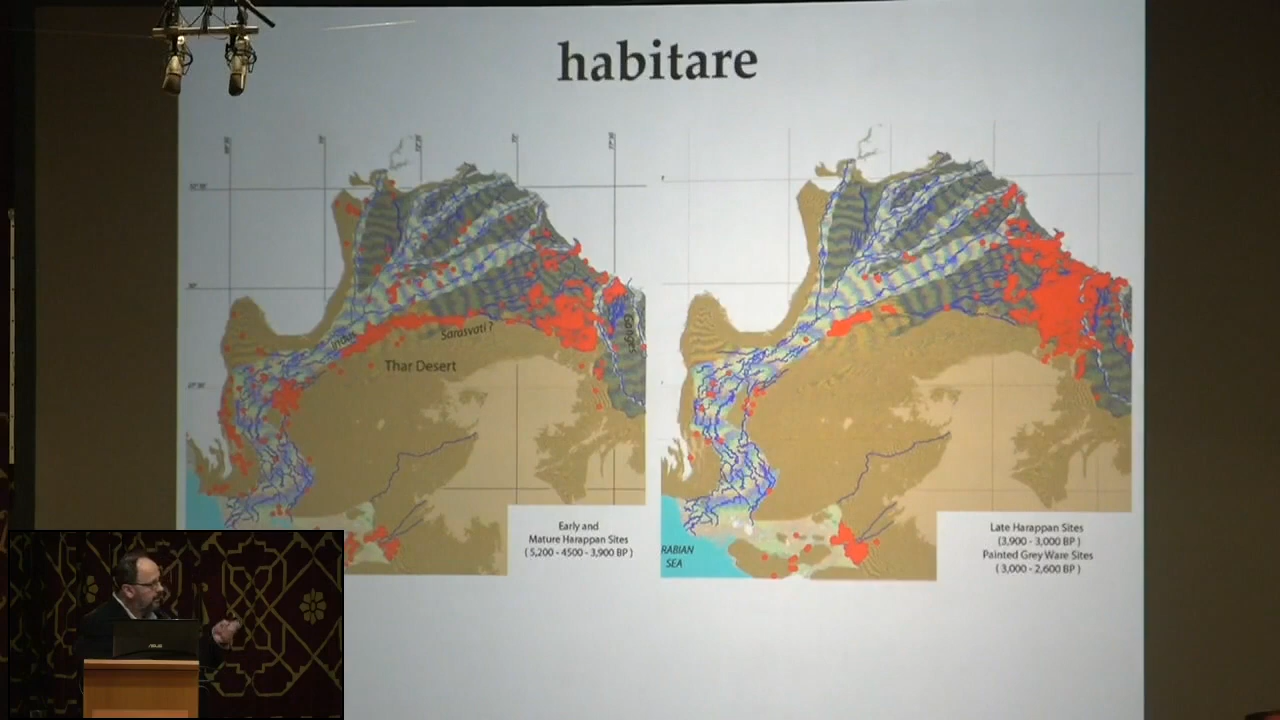 habitare
Indus
Sarasvati ?
Ganges
Thar Desert
Early and
Mature Harappan Sites
( 5,200 - 4500 - 3,900 BP )
RABIAN
SEA
Late Harappan Sites
(3,900 - 3,000 BP )
Painted Grey Ware Sites
( 3,000 - 2,600 BP )
ASUS